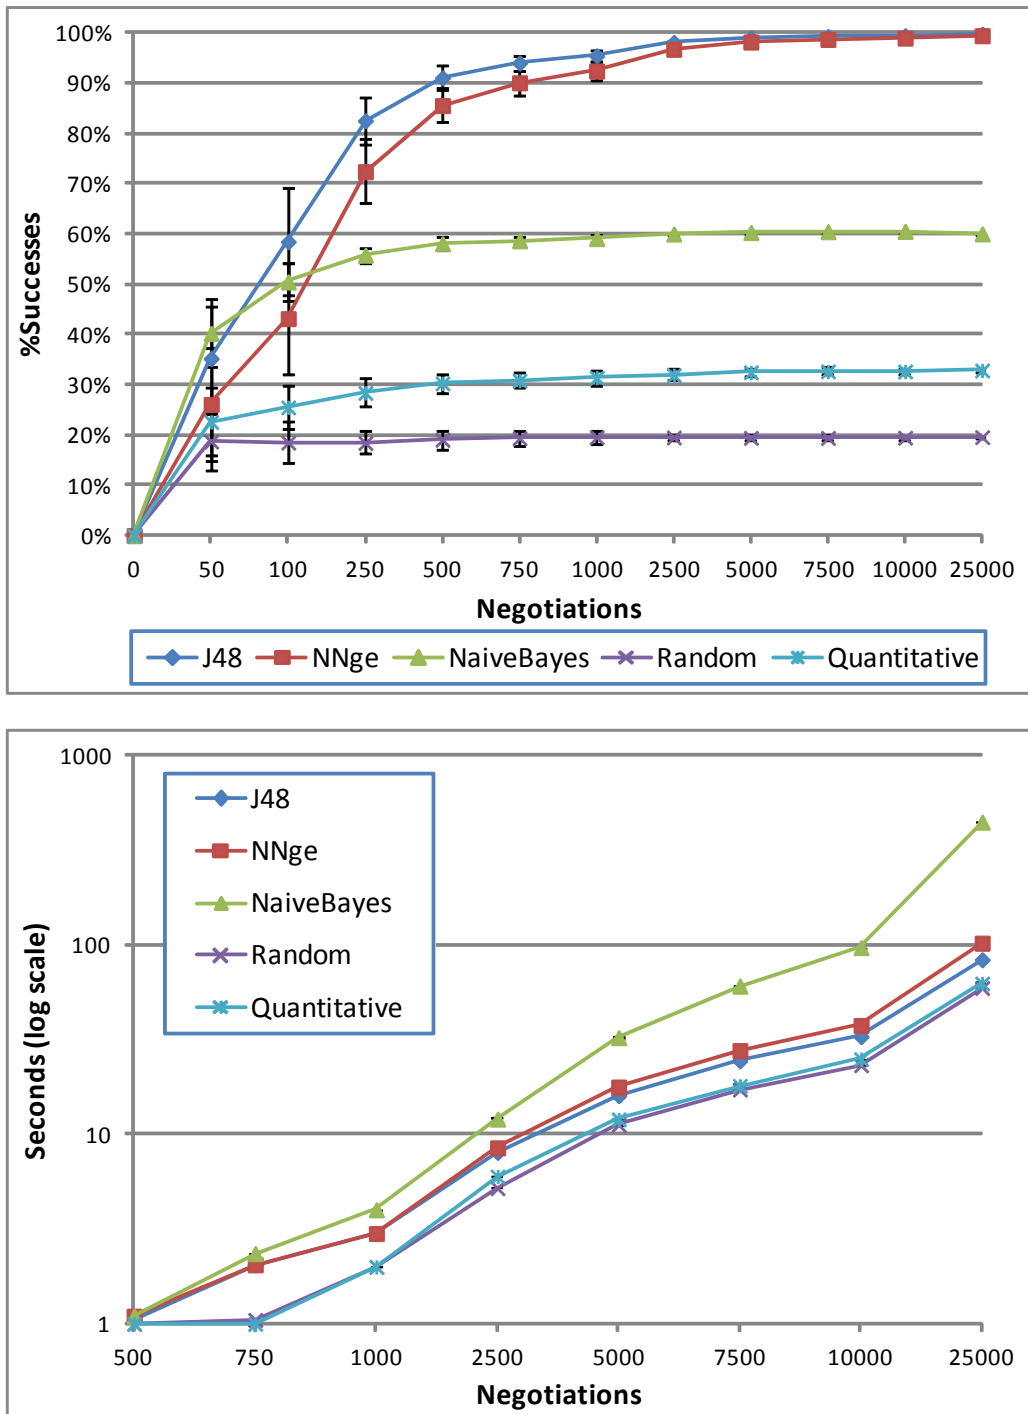 100%
90%
80%
70%
60%
50%
40%
30%
20%
10%
0%
%Successes
0 50 100 250 500 750 1000 2500 5000 7500 10000 25000
Negotiations
J48 NNge NaiveBayes Random Quantitative
1000
100
10
1
Seconds (log scale)
J48
NNge
NaiveBayes
Random
Quantitative
500 750 1000 2500 5000 7500 10000 25000
Negotiations